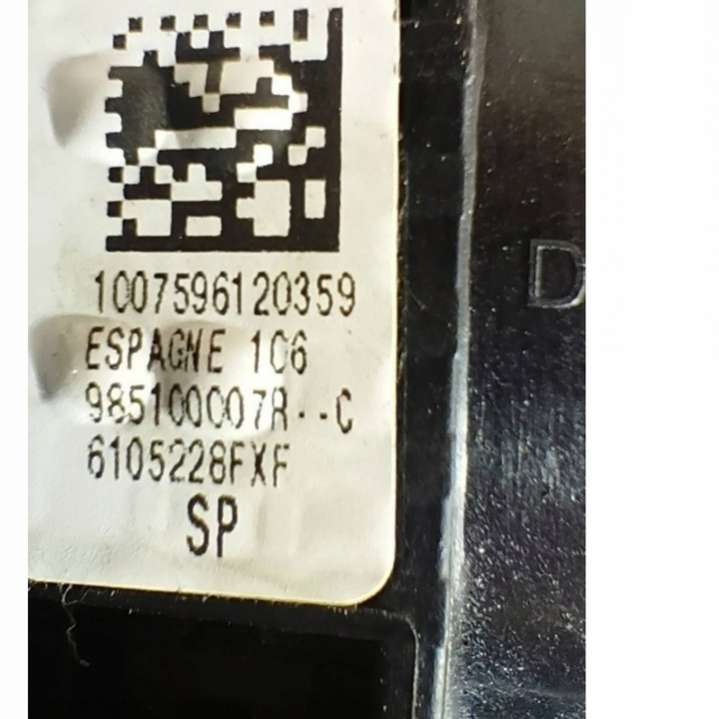 1007596120359
ESPAGNE 106
985100007R--C
6105228FXF
SP
D